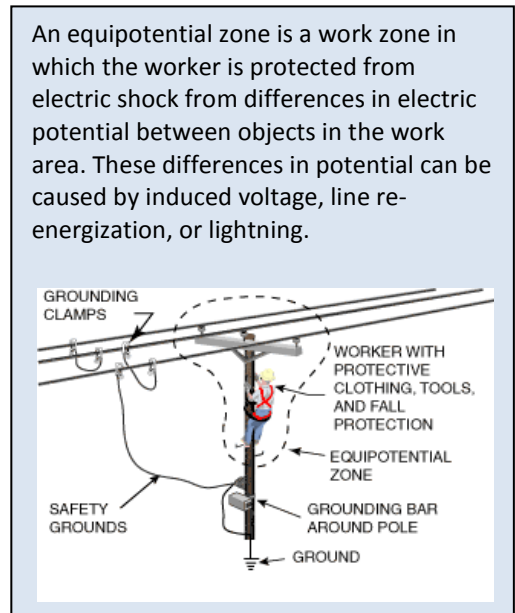 An equipotential zone is a work zone in
which the worker is protected from
electric shock from differences in electric
potential between objects in the work
area. These differences in potential can be
caused by induced voltage, line re-
energization, or lightning.
GROUNDING
CLAMPS
WORKER WITH
PROTECTIVE
CLOTHING, TOOLS,
AND FALL
PROTECTION
EQUIPOTENTIAL
ZONE
SAFETY
GROUNDS
GROUNDING BAR
AROUND POLE
GROUND